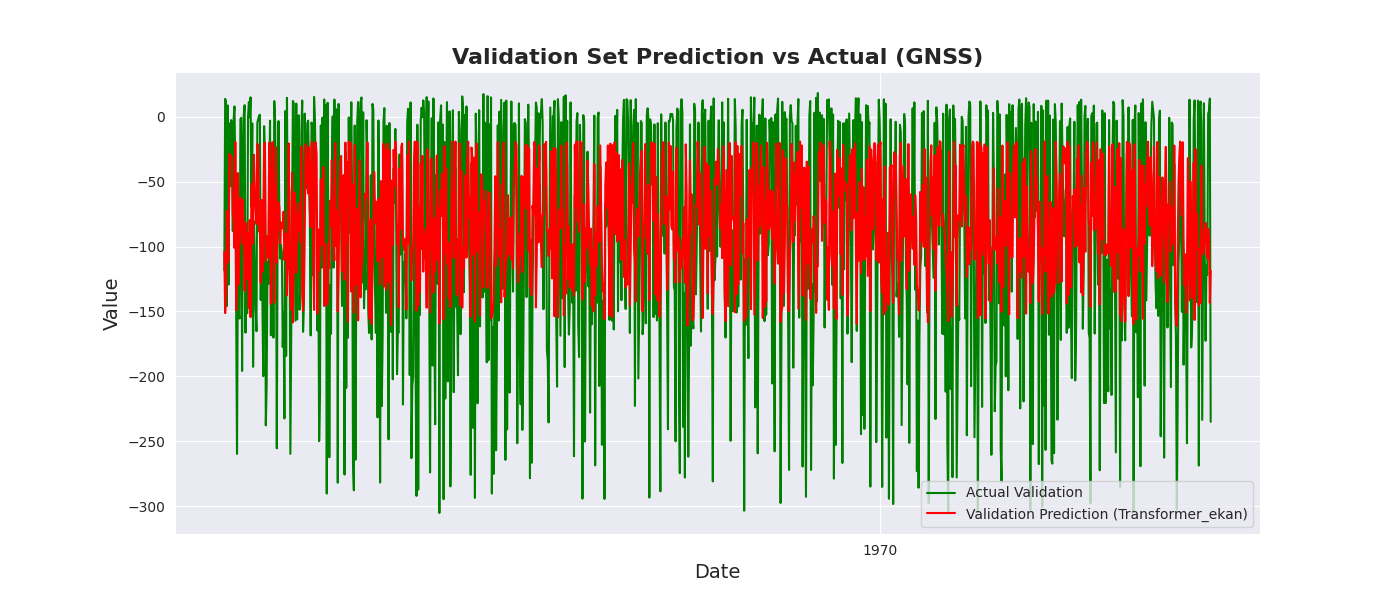 Validation Set Prediction vs Actual (GNSS)
Value
0
−50
−100
−150
−200
−250
−300
Actual Validation
Validation Prediction (Transformer_ekan)
1970
Date